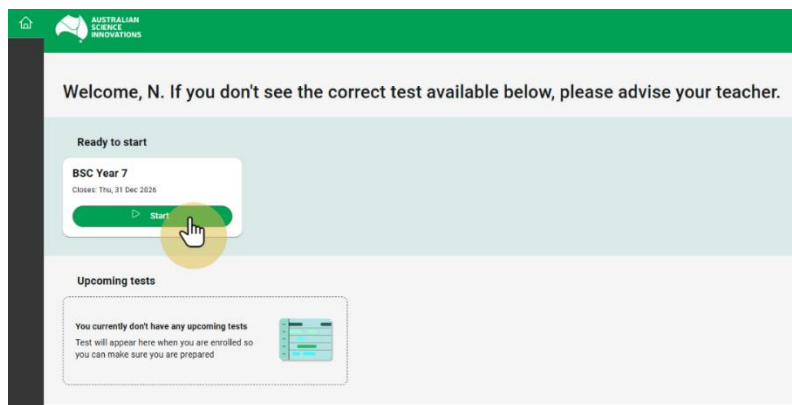 AUSTRALIAN
SCIENCE
INNOVATIONS
Welcome, N. If you don't see the correct test available below, please advise your teacher.
Ready to start
BSC Year 7
Closes: Thu, 31 Dec 2026
Start
Upcoming tests
You currently don't have any upcoming tests
Test will appear here when you are enrolled so
you can make sure you are prepared